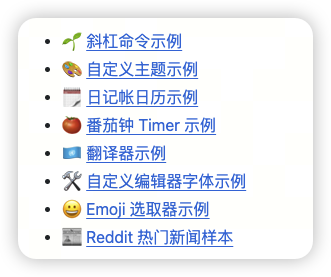 🌱 斜杠命令示例
🎨 自定义主题示例
🗓 日记帐日历示例
🍅 番茄钟 Timer 示例
🇺🇳 翻译器示例
🛠 自定义编辑器字体示例
😀 Emoji 选取器示例
📰 Reddit 热门新闻样本